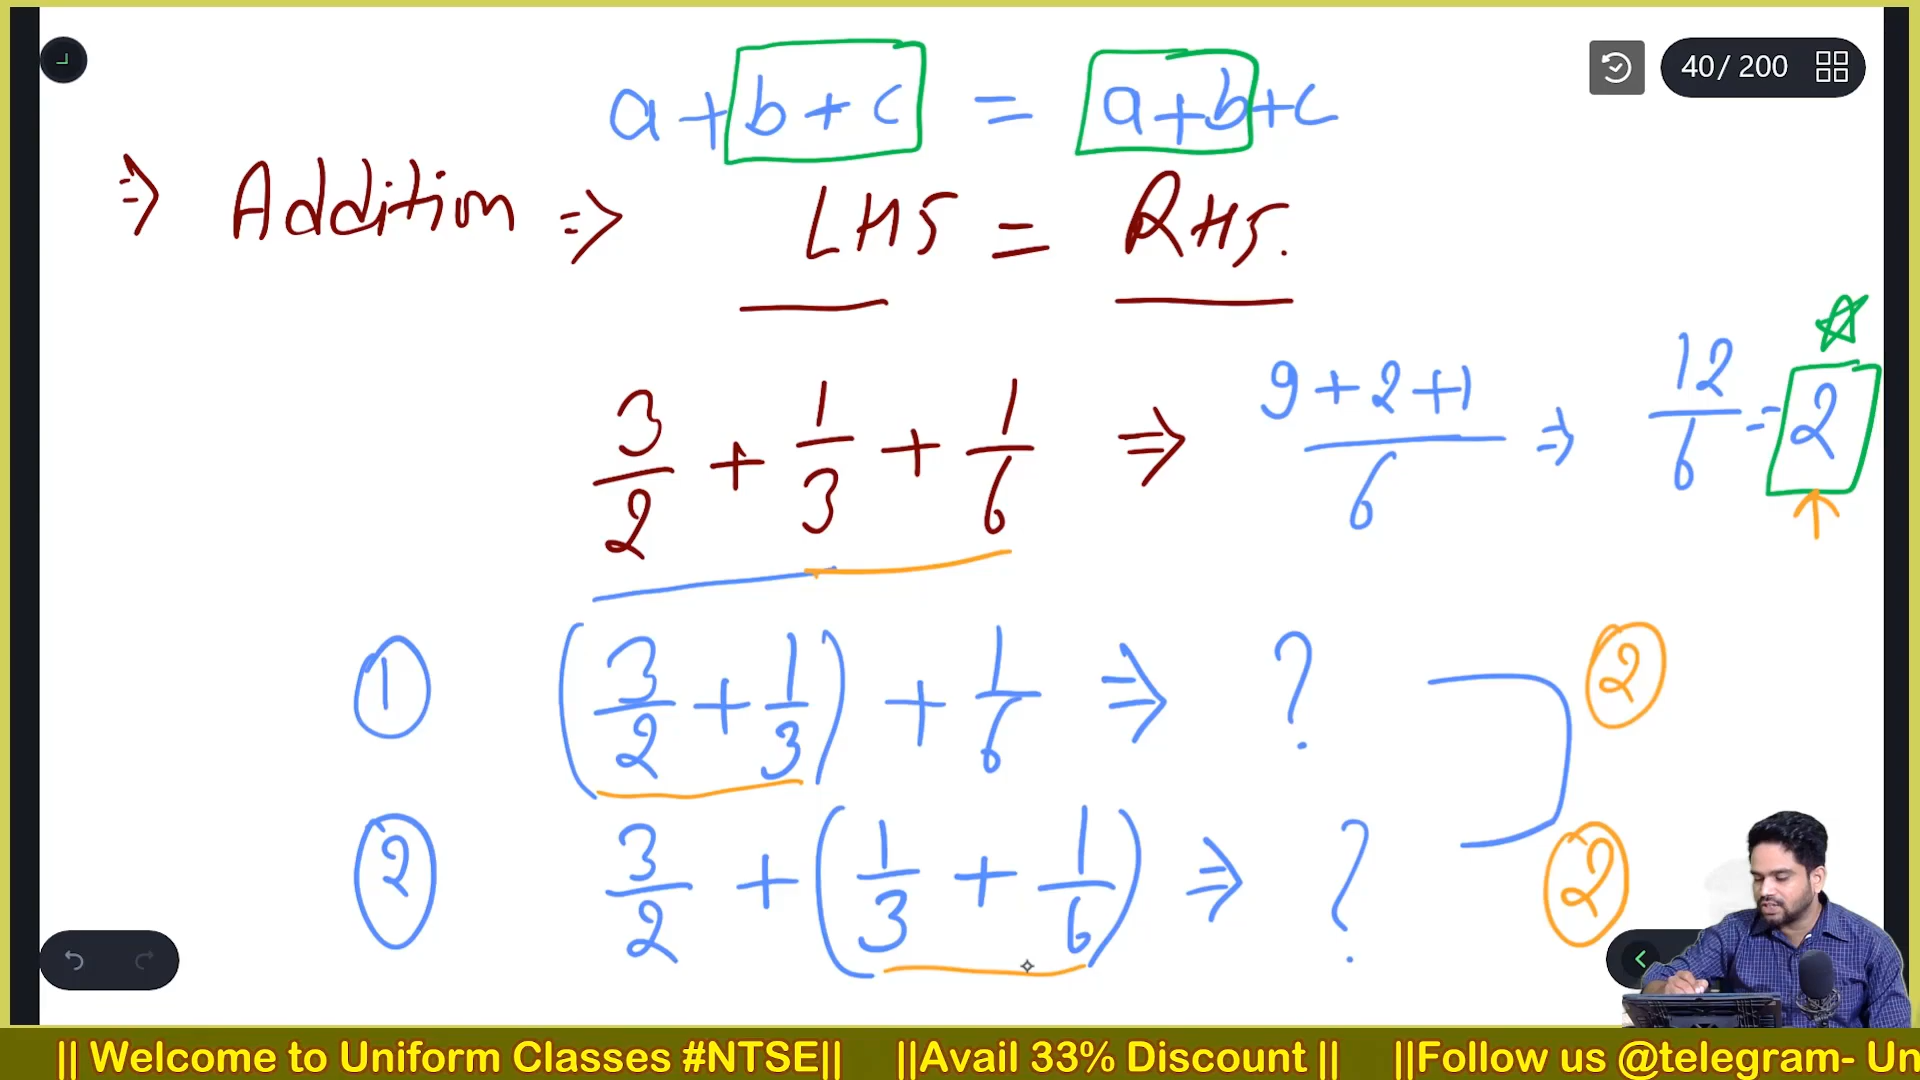 40/ 200
a + b + c = a + b + c
⇒ Addition ⇒ LHS = RHS.
3/2 + 1/3 + 1/6 ⇒ 9 + 2 + 1/6 ⇒ 12/6 = 2
① (3/2 + 1/3) + 1/6 ⇒ ? ②
② 3/2 + (1/3 + 1/6) ⇒ ? ②
|| Welcome to Uniform Classes #NTSE|| ||Avail 33% Discount || ||Follow us @telegram- Un